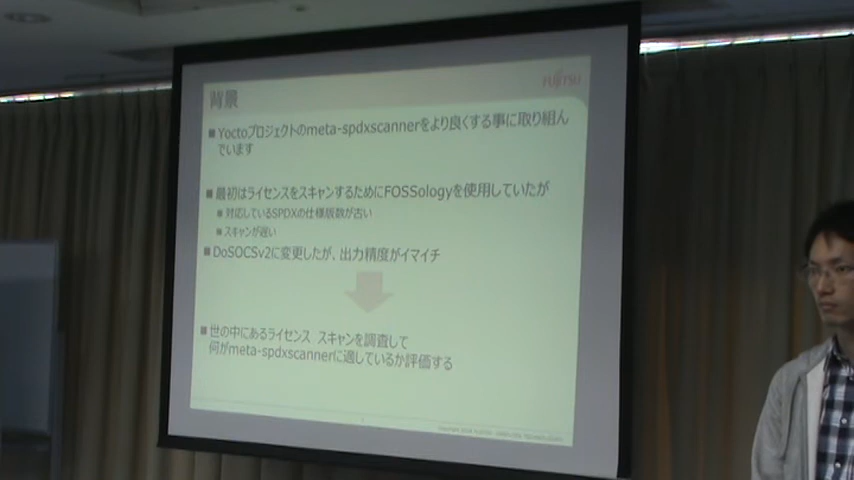 FUJITSU
背景
■ Yoctoプロジェクトのmeta-spdxscannerをより良くする事に取り組ん
でいます
■ 最初はライセンスをスキャンするためにFOSSologyを使用していたが
■ 対応しているSPDXの仕様版数が古い
■ スキャンが遅い
■ DoSOCSv2に変更したが、出力精度がイマイチ
■ 世の中にあるライセンス スキャンを調査して
何がmeta-spdxscannerに適しているか評価する